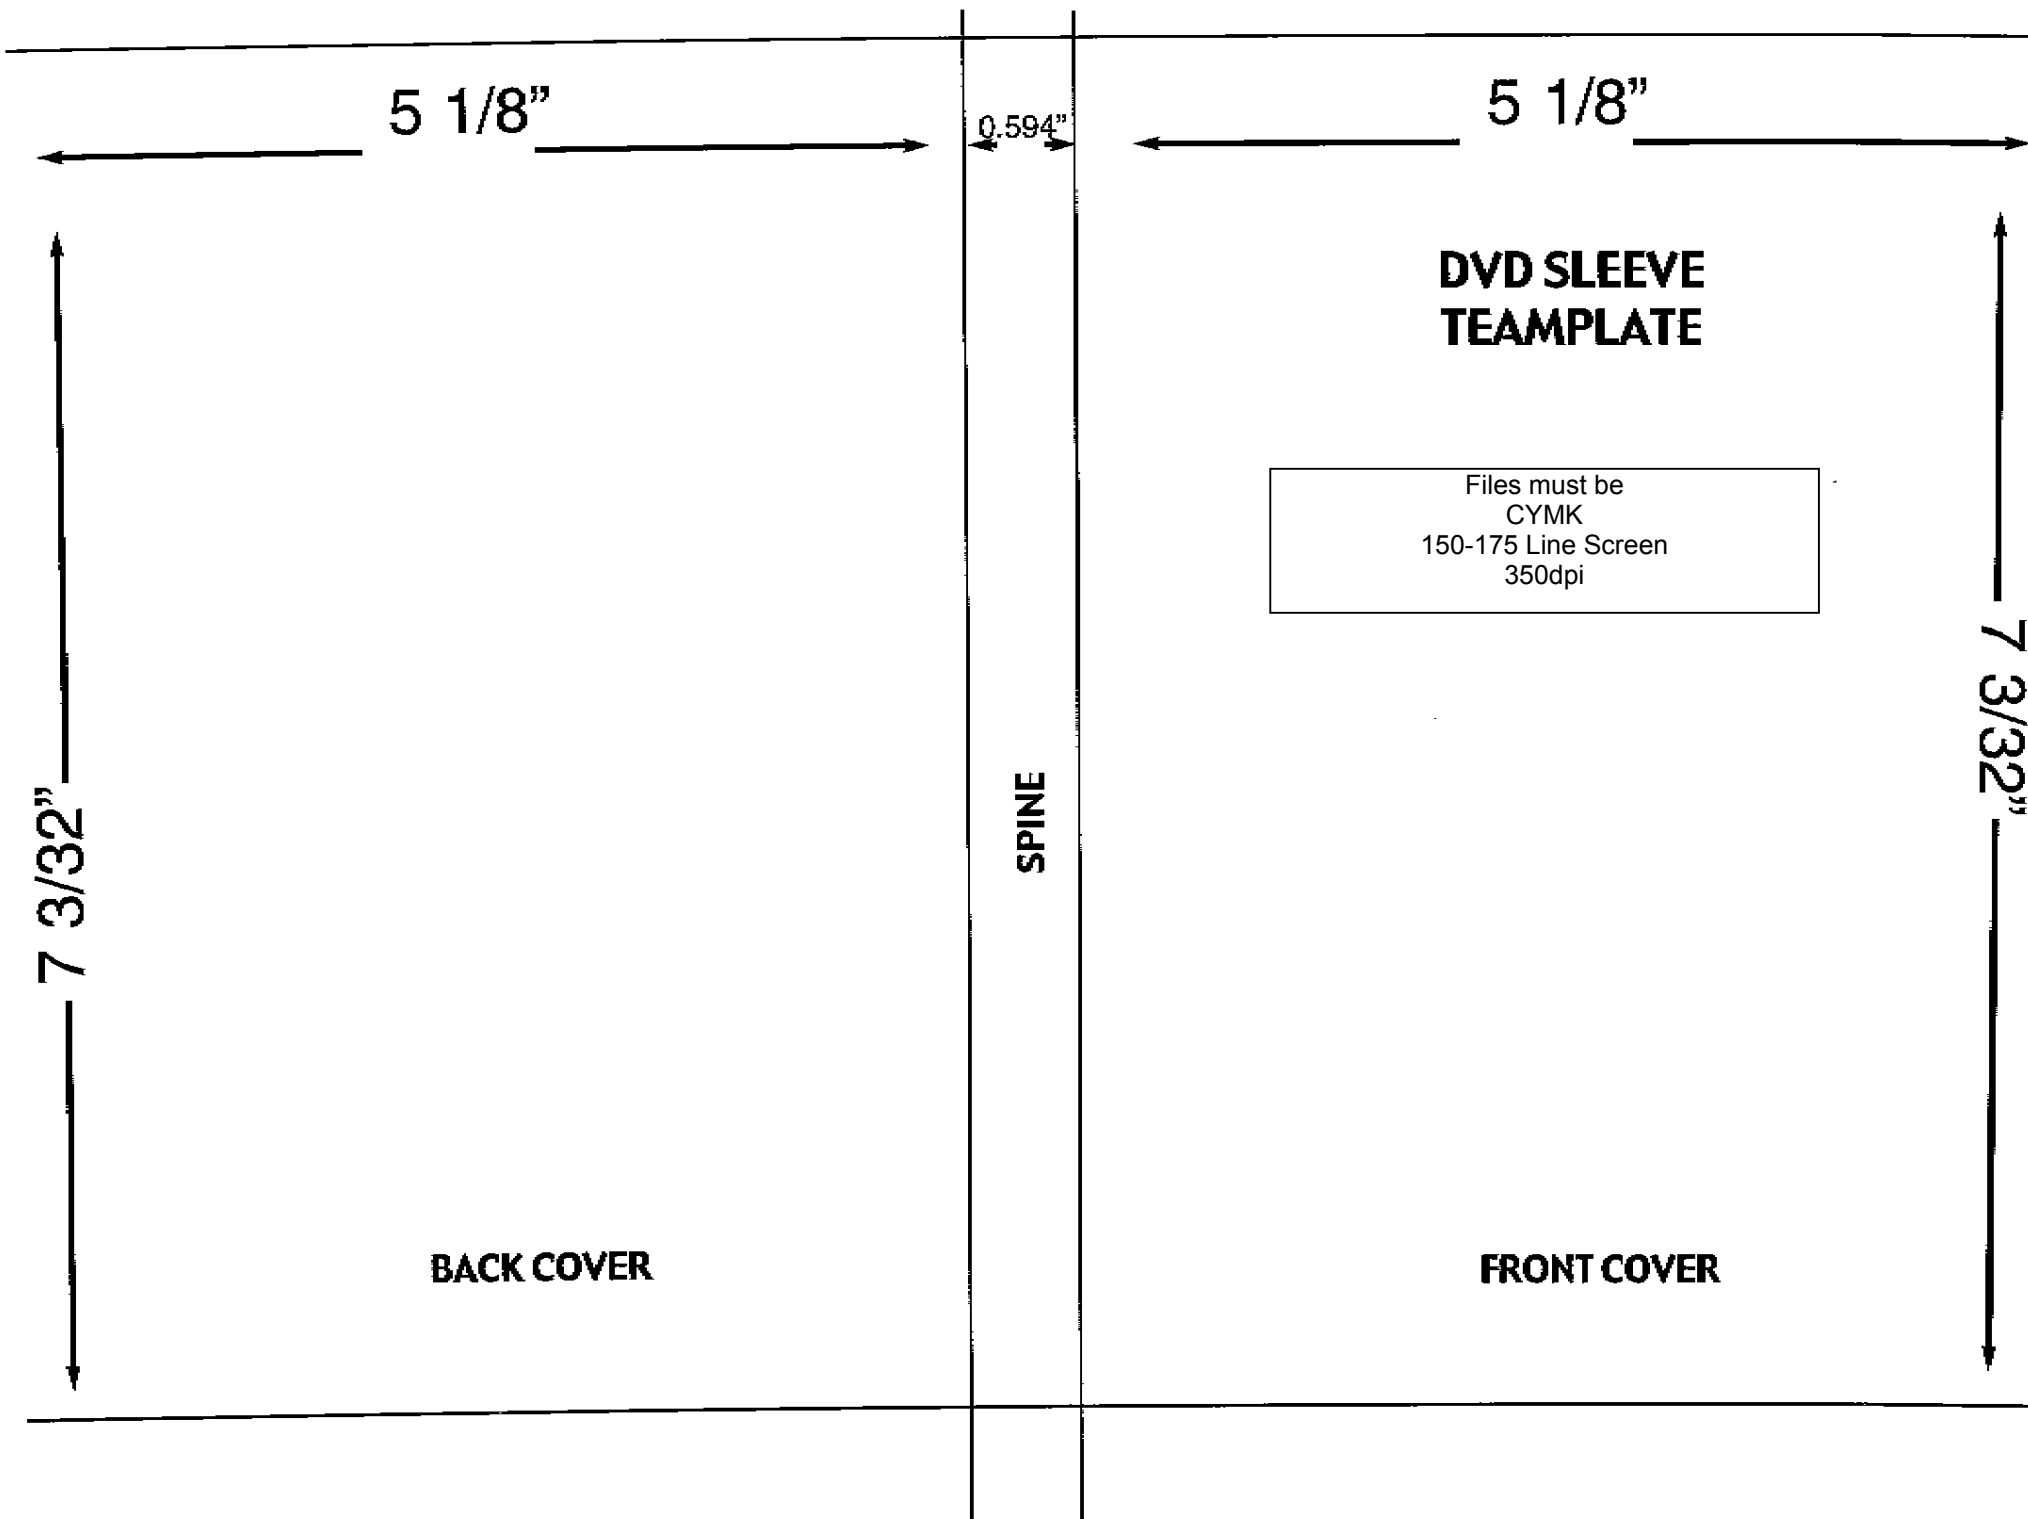 5 1/8”
0.594”
5 1/8”
DVD SLEEVE
TEAMPLATE
Files must be
CYMK
150-175 Line Screen
350dpi
7 3/32”
7 3/32”
SPINE
BACK COVER
FRONT COVER